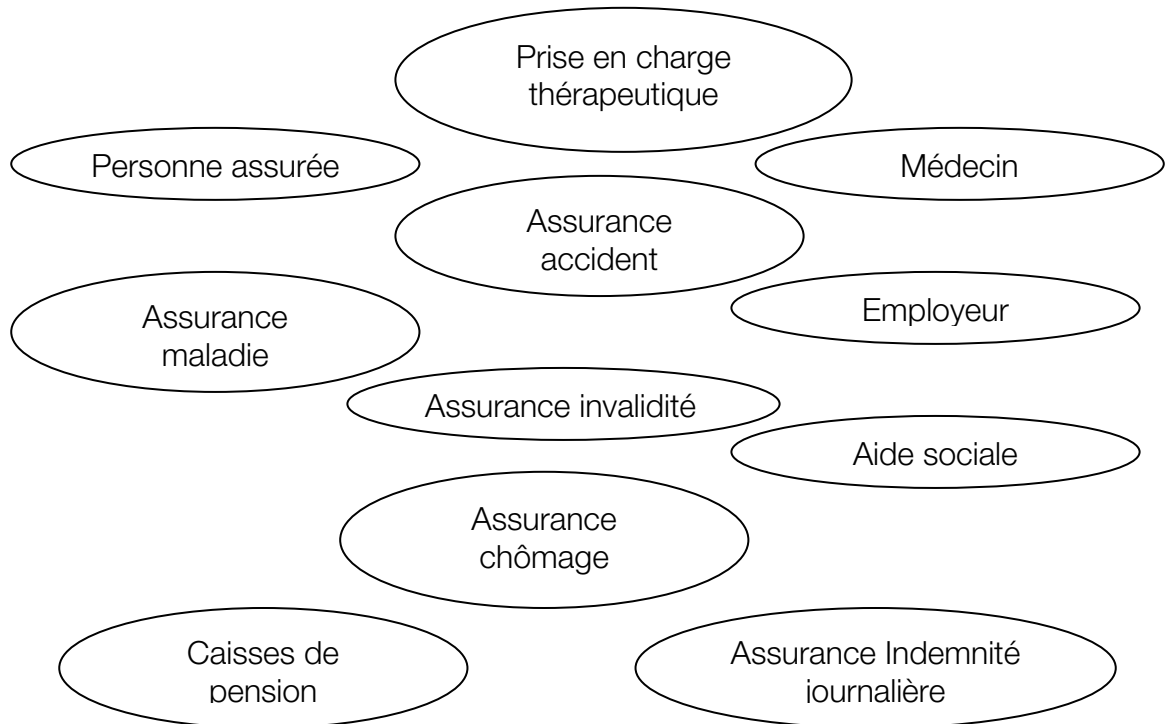 Prise en charge
thérapeutique
Personne assurée
Médecin
Assurance
accident
Employeur
Assurance
maladie
Assurance invalidité
Aide sociale
Assurance
chômage
Caisses de
pension
Assurance Indemnité
journalière